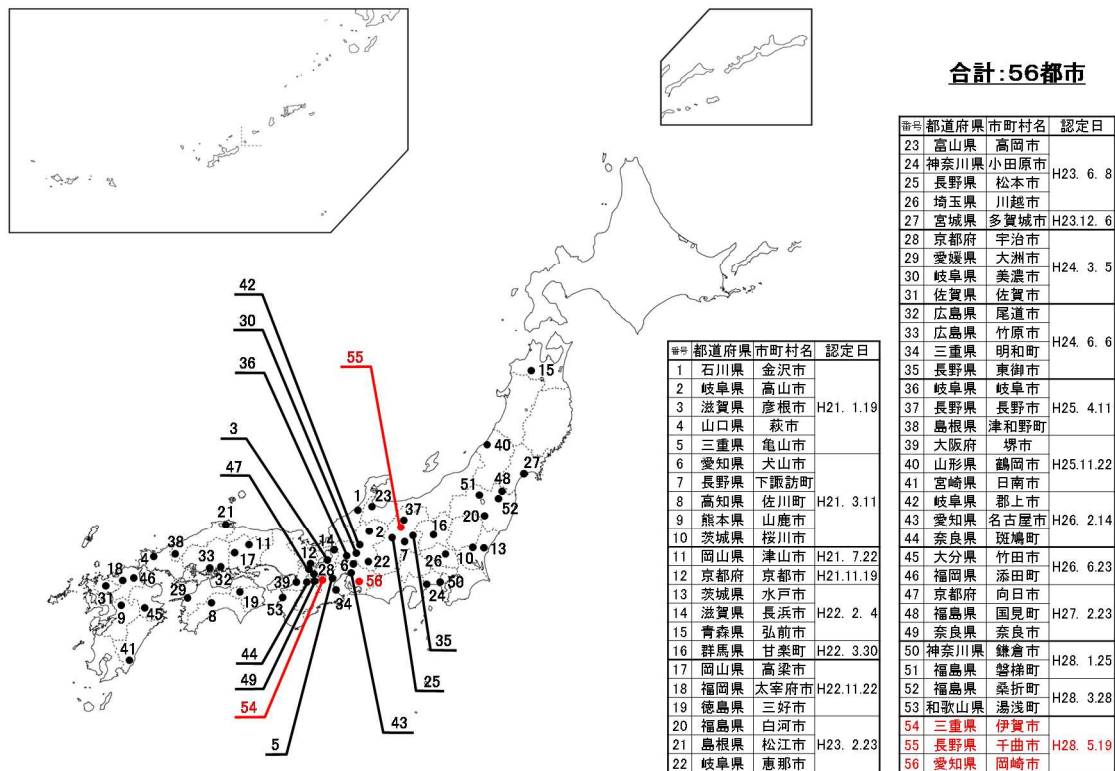 合計：56都市
番号 都道府県 市町村名 認定日
1 石川県 金沢市 H21. 1.19
2 岐阜県 高山市
3 滋賀県 彦根市
4 山口県 萩市
5 三重県 亀山市
6 愛知県 犬山市 H21. 3.11
7 長野県 下諏訪町
8 高知県 佐川町
9 熊本県 山鹿市
10 茨城県 桜川市
11 岡山県 津山市 H21. 7.22
12 京都府 京都市 H21.11.19
13 茨城県 水戸市 H22. 2. 4
14 滋賀県 長浜市
15 青森県 弘前市
16 群馬県 甘楽町 H22. 3.30
17 岡山県 高梁市 H22.11.22
18 福岡県 太宰府市
19 徳島県 三好市
20 福島県 白河市 H23. 2.23
21 島根県 松江市
22 岐阜県 恵那市
番号 都道府県 市町村名 認定日
23 富山県 高岡市 H23. 6. 8
24 神奈川県 小田原市
25 長野県 松本市
26 埼玉県 川越市
27 宮城県 多賀城市 H23.12. 6
28 京都府 宇治市 H24. 3. 5
29 愛媛県 大洲市
30 岐阜県 美濃市
31 佐賀県 佐賀市
32 広島県 尾道市 H24. 6. 6
33 広島県 竹原市
34 三重県 明和町
35 長野県 東御市
36 岐阜県 岐阜市 H25. 4.11
37 長野県 長野市
38 島根県 津和野町
39 大阪府 堺市 H25.11.22
40 山形県 鶴岡市
41 宮崎県 日南市
42 岐阜県 郡上市 H26. 2.14
43 愛知県 名古屋市
44 奈良県 斑鳩町
45 大分県 竹田市 H26. 6.23
46 福岡県 添田町
47 京都府 向日市 H27. 2.23
48 福島県 国見町
49 奈良県 奈良市
50 神奈川県 鎌倉市 H28. 1.25
51 福島県 磐梯町
52 福島県 桑折町 H28. 3.28
53 和歌山県 湯浅町
54 三重県 伊賀市 H28. 5.19
55 長野県 千曲市
56 愛知県 岡崎市
42
30
36
55
15
3
40
47
27
51
48
52
1
23
21
37
20
2
16
38
14
7
4
33
17
12
6
26
10
13
18
46
32
28
22
56
50
31
29
39
24
19
34
9
45
8
53
35
41
44
25
49
54
43
5